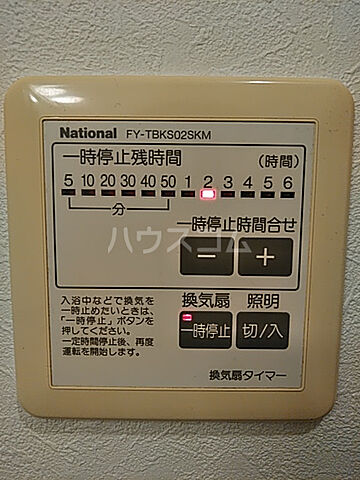 National FY-TBKS02SKM
一時停止残時間 (時間)
5 10 20 30 40 50 1 2 3 4 5 6
分
一時停止時間合せ
ハウスコム
− +
入浴中などで換気を
一時止めたいときは、
「一時停止」ボタンを
押してください。
一定時間停止後、再度
運転を開始します。
換気扇 照明
一時停止 切/入
換気扇タイマー